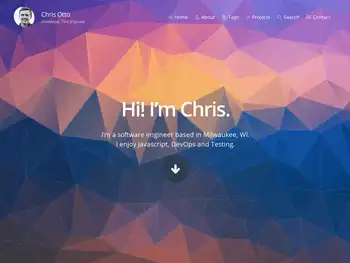 Chris Otto
Developer, Test Engineer
Home
About
Tags
Projects
Search
Contact
Hi! I'm Chris.
I'm a software engineer based in Milwaukee, WI.
I enjoy Javascript, DevOps and Testing.